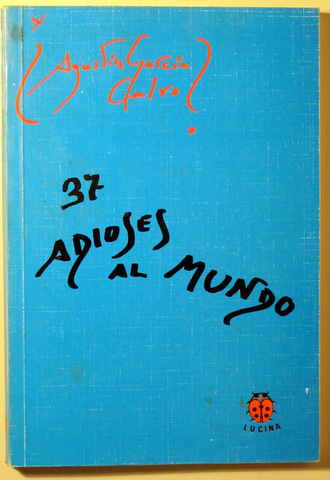 ¿Agustín García
Calvo?
37
ADIOSES
AL MUNDO
LUCINA